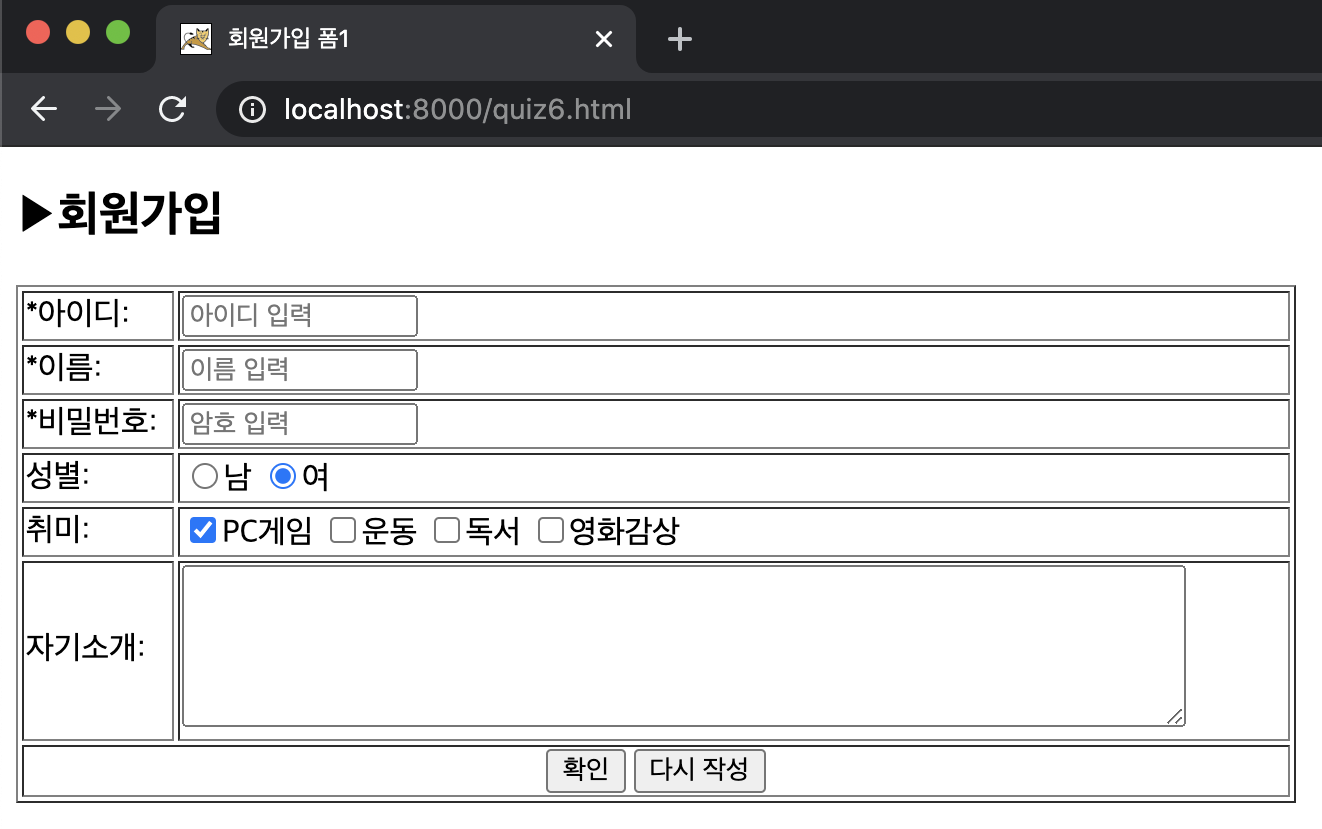 회원가입 폼1
localhost:8000/quiz6.html
▶회원가입
*아이디: 아이디 입력
*이름: 이름 입력
*비밀번호: 암호 입력
성별: 남 여
취미: PC게임 운동 독서 영화감상
자기소개:
확인 다시 작성